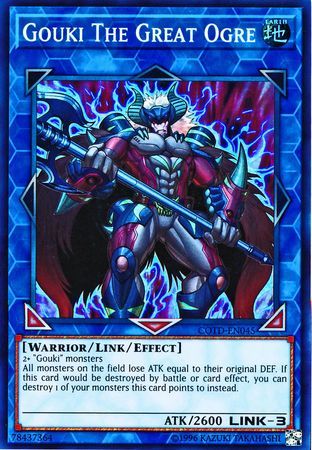 Gouki The Great Ogre
EARTH
地
COTD-EN045
[Warrior/Link/Effect]
2+ "Gouki" monsters
All monsters on the field lose ATK equal to their original DEF. If
this card would be destroyed by battle or card effect, you can
destroy 1 of your monsters this card points to instead.
ATK/2600 LINK-3
78437364 ©1996 KAZUKI TAKAHASHI